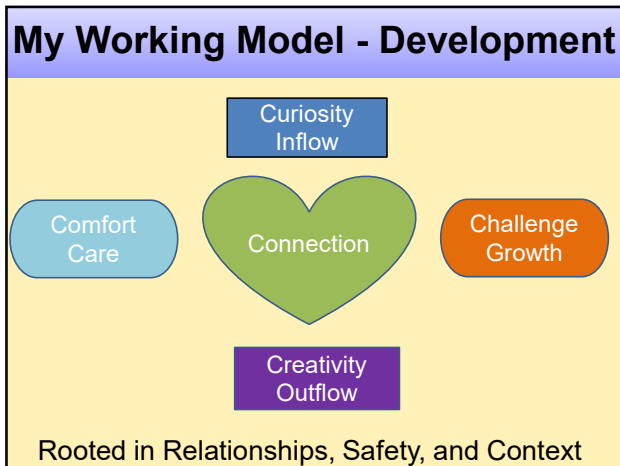 My Working Model - Development
Curiosity
Inflow
Comfort
Care
Connection
Challenge
Growth
Creativity
Outflow
Rooted in Relationships, Safety, and Context